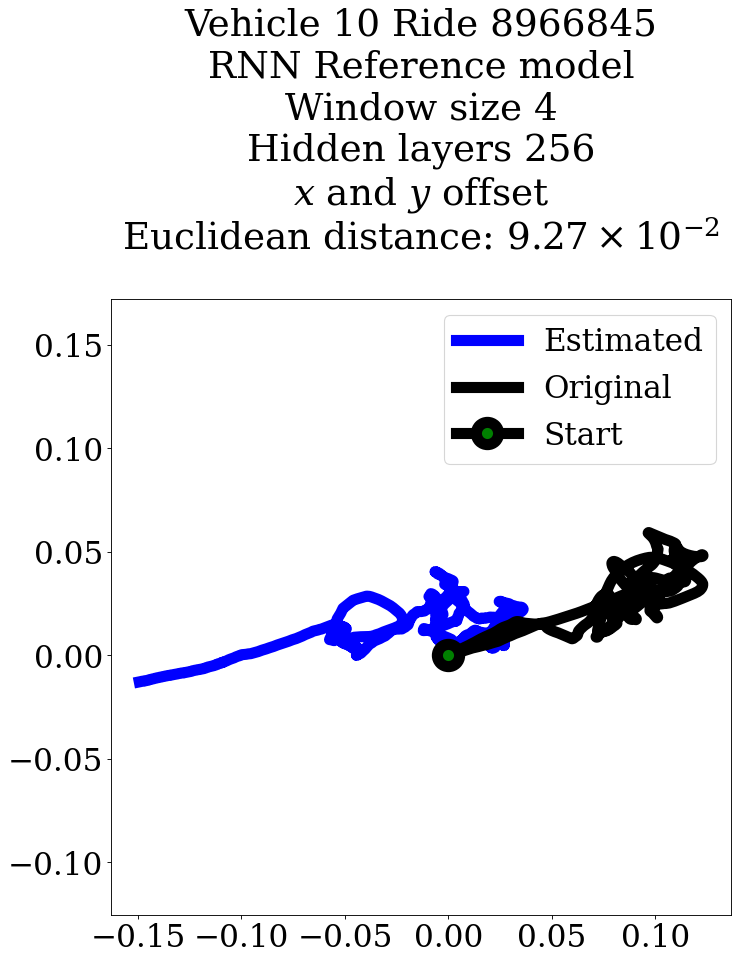 Vehicle 10 Ride 8966845
RNN Reference model
Window size 4
Hidden layers 256
x and y offset
Euclidean distance: 9.27 × 10⁻²
Estimated
Original
Start
0.15
0.10
0.05
0.00
−0.05
−0.10
−0.15 −0.10 −0.05 0.00 0.05 0.10